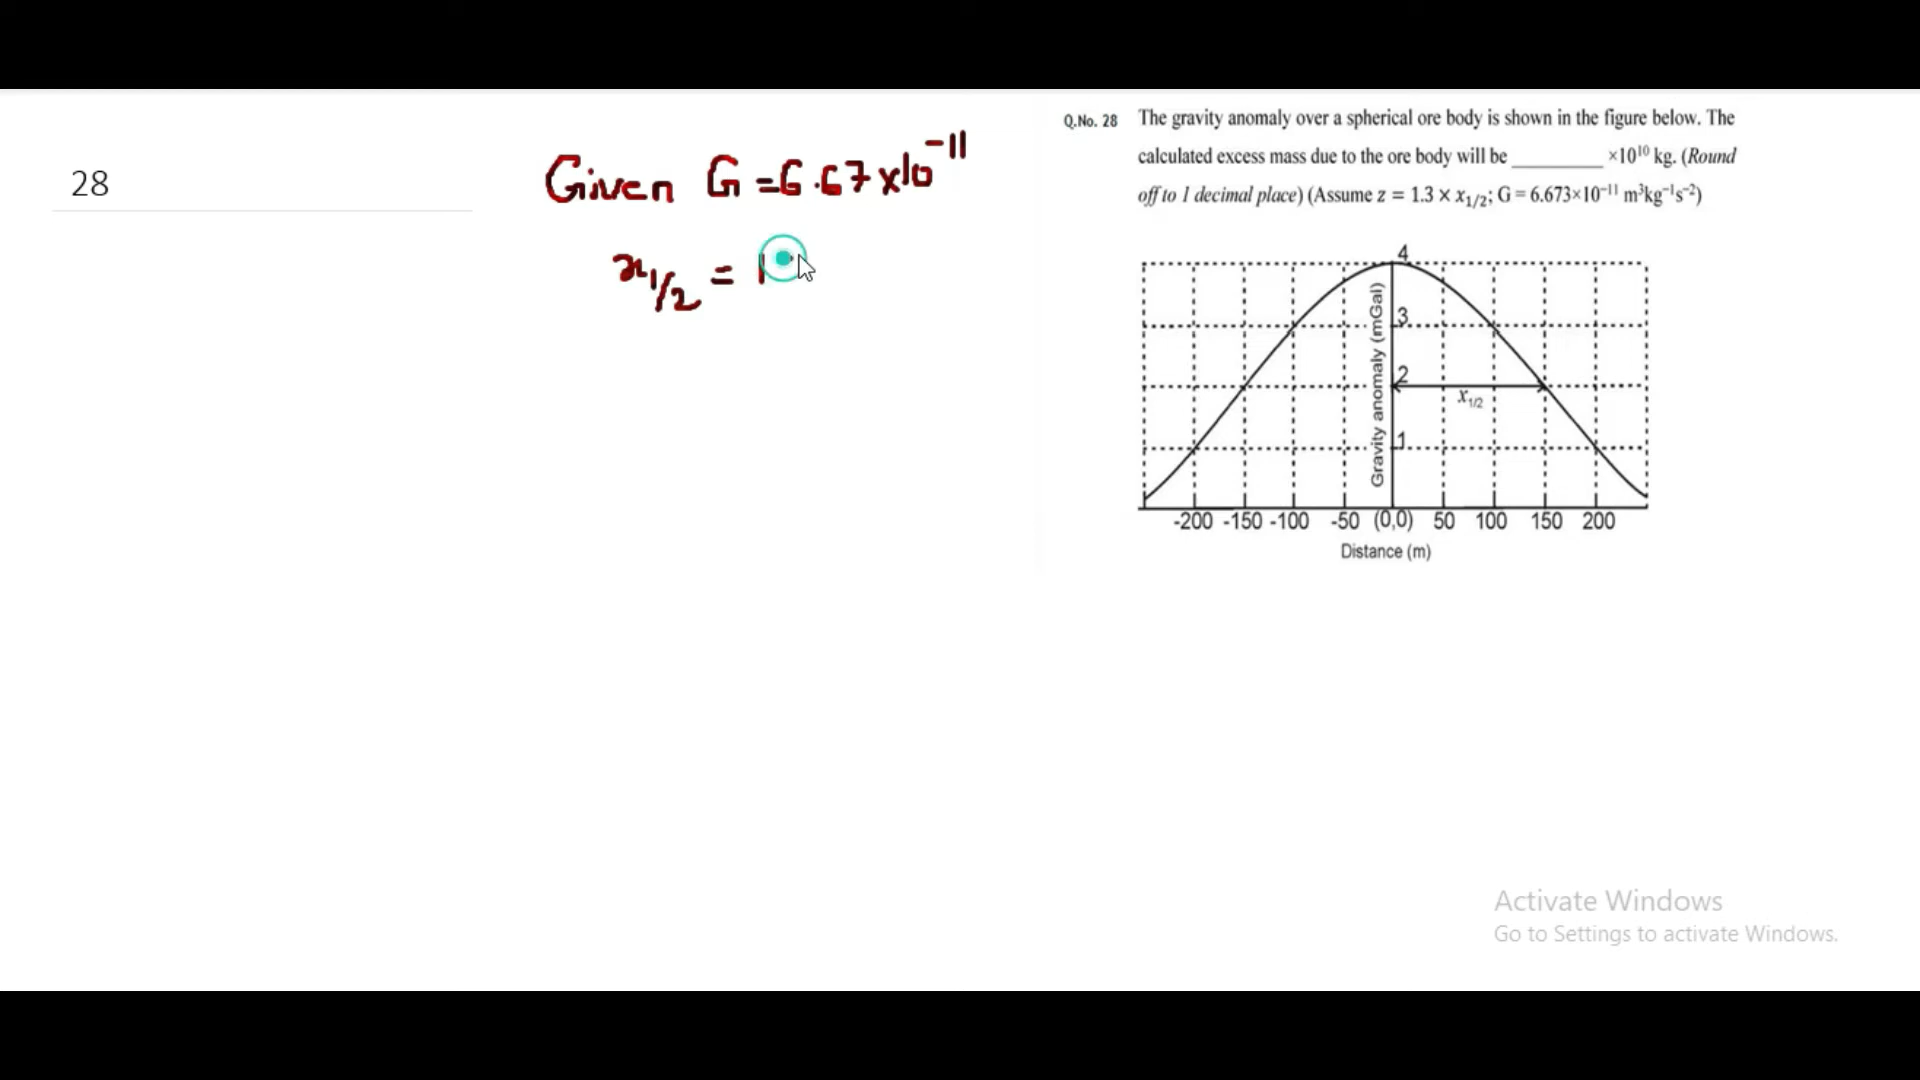 28
Given G = 6.67 x 10⁻¹¹
x1/2 = 1
Q.No. 28 The gravity anomaly over a spherical ore body is shown in the figure below. The
calculated excess mass due to the ore body will be ________ ×10¹⁰ kg. (Round
off to 1 decimal place) (Assume z = 1.3 × x1/2; G = 6.673×10⁻¹¹ m³kg⁻¹s⁻²)
4
3
2
1
Gravity anomaly (mGal)
x1/2
-200 -150 -100 -50 (0,0) 50 100 150 200
Distance (m)
Activate Windows
Go to Settings to activate Windows.